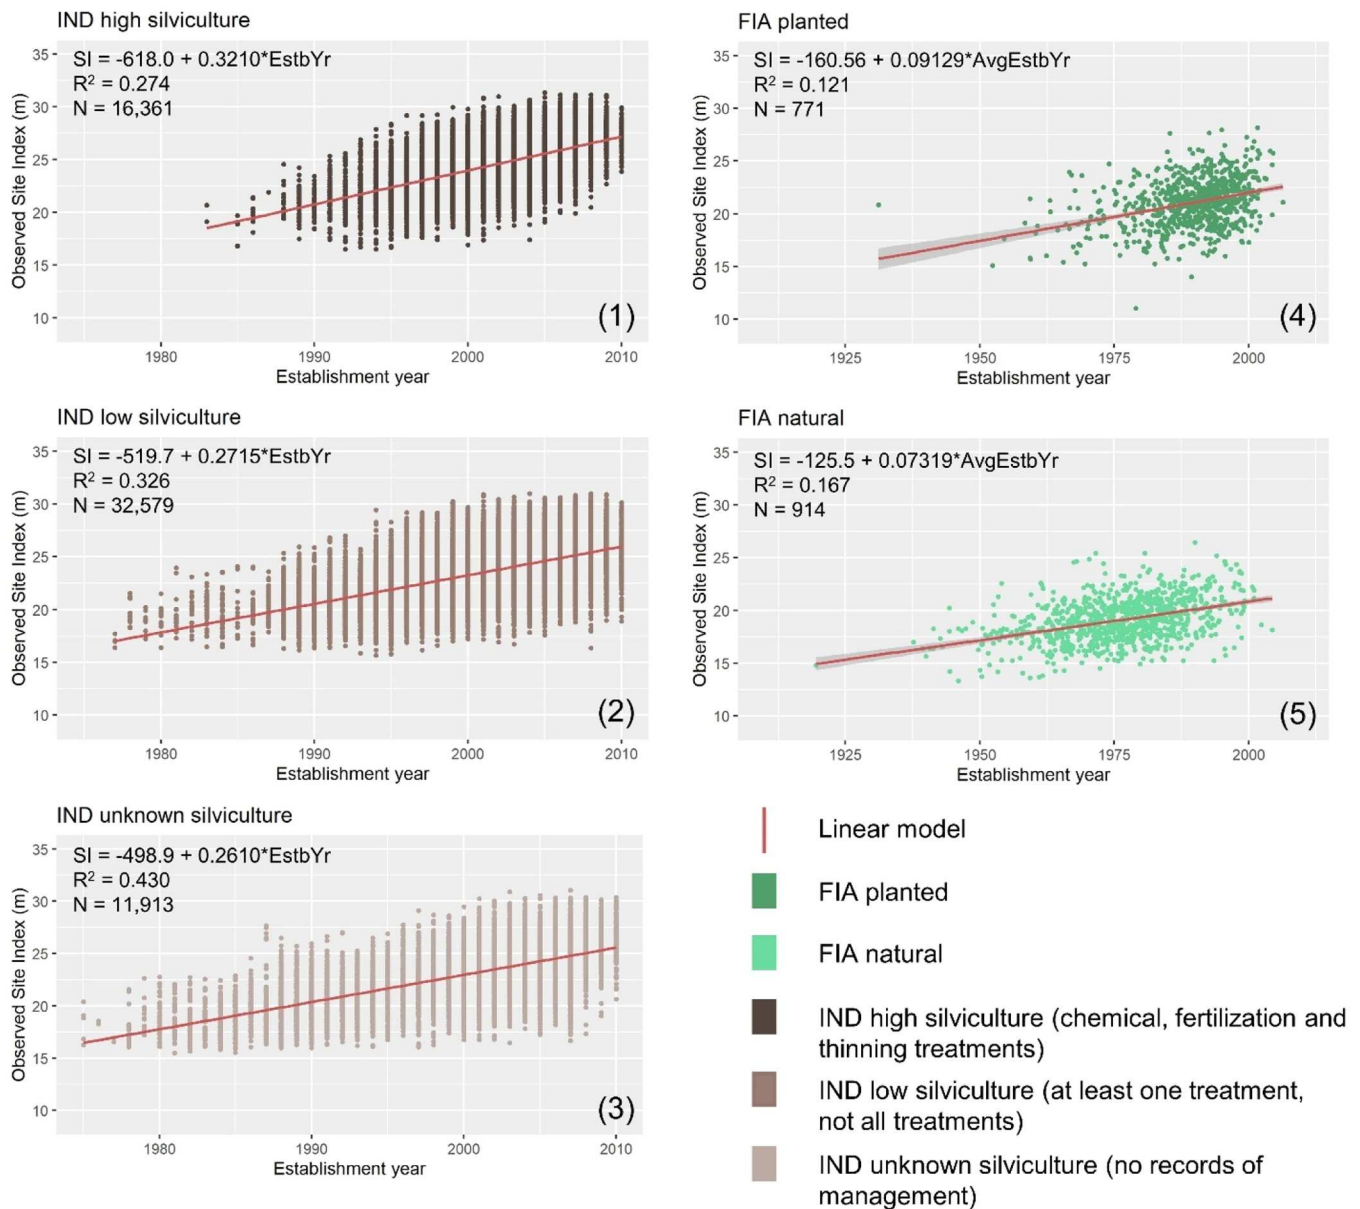 IND high silviculture
SI = -618.0 + 0.3210*EstbYr
R² = 0.274
N = 16,361
Observed Site Index (m)
35
30
25
20
15
10
(1)
1980 1990 2000 2010
Establishment year
IND low silviculture
SI = -519.7 + 0.2715*EstbYr
R² = 0.326
N = 32,579
Observed Site Index (m)
35
30
25
20
15
10
(2)
1980 1990 2000 2010
Establishment year
IND unknown silviculture
SI = -498.9 + 0.2610*EstbYr
R² = 0.430
N = 11,913
Observed Site Index (m)
35
30
25
20
15
10
(3)
1980 1990 2000 2010
Establishment year
FIA planted
SI = -160.56 + 0.09129*AvgEstbYr
R² = 0.121
N = 771
Observed Site Index (m)
35
30
25
20
15
10
(4)
1925 1950 1975 2000
Establishment year
FIA natural
SI = -125.5 + 0.07319*AvgEstbYr
R² = 0.167
N = 914
Observed Site Index (m)
35
30
25
20
15
10
(5)
1925 1950 1975 2000
Establishment year
Linear model
FIA planted
FIA natural
IND high silviculture (chemical, fertilization and
thinning treatments)
IND low silviculture (at least one treatment,
not all treatments)
IND unknown silviculture (no records of
management)